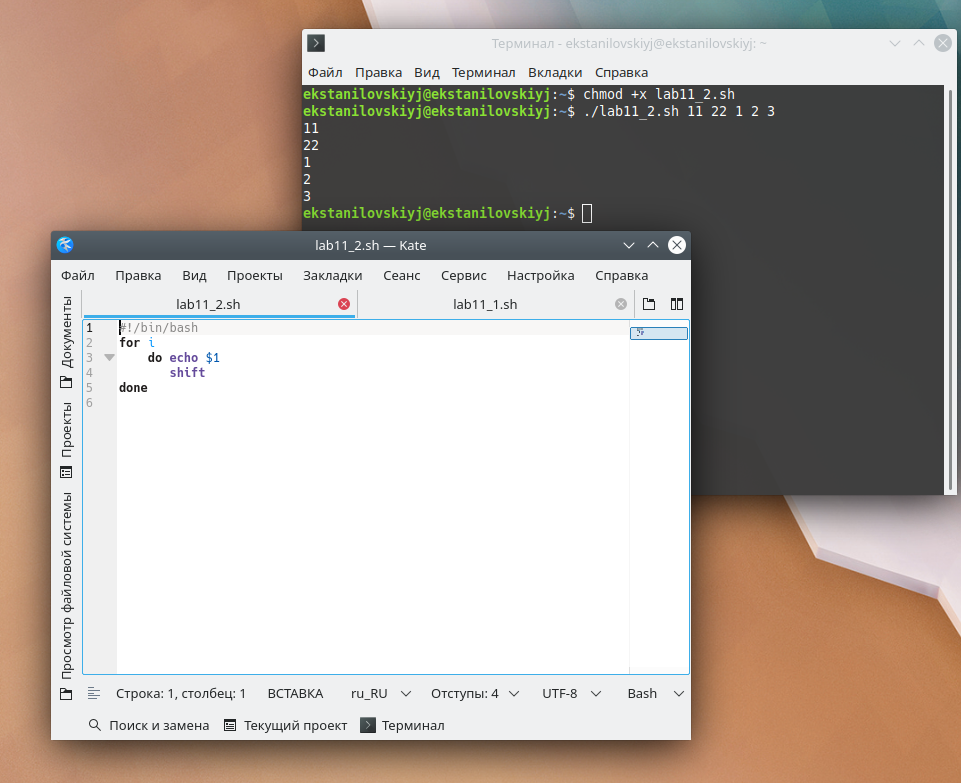 Терминал - ekstanilovskiyj@ekstanilovskiyj: ~
Файл Правка Вид Терминал Вкладки Справка
ekstanilovskiyj@ekstanilovskiyj:~$ chmod +x lab11_2.sh
ekstanilovskiyj@ekstanilovskiyj:~$ ./lab11_2.sh 11 22 1 2 3
11
22
1
2
3
ekstanilovskiyj@ekstanilovskiyj:~$
lab11_2.sh — Kate
Файл Правка Вид Проекты Закладки Сеанс Сервис Настройка Справка
lab11_2.sh lab11_1.sh
Документы
Проекты
Просмотр файловой системы
1 #!/bin/bash
2 for i
3 do echo $1
4 shift
5 done
6
Строка: 1, столбец: 1 ВСТАВКА ru_RU Отступы: 4 UTF-8 Bash
Поиск и замена Текущий проект Терминал